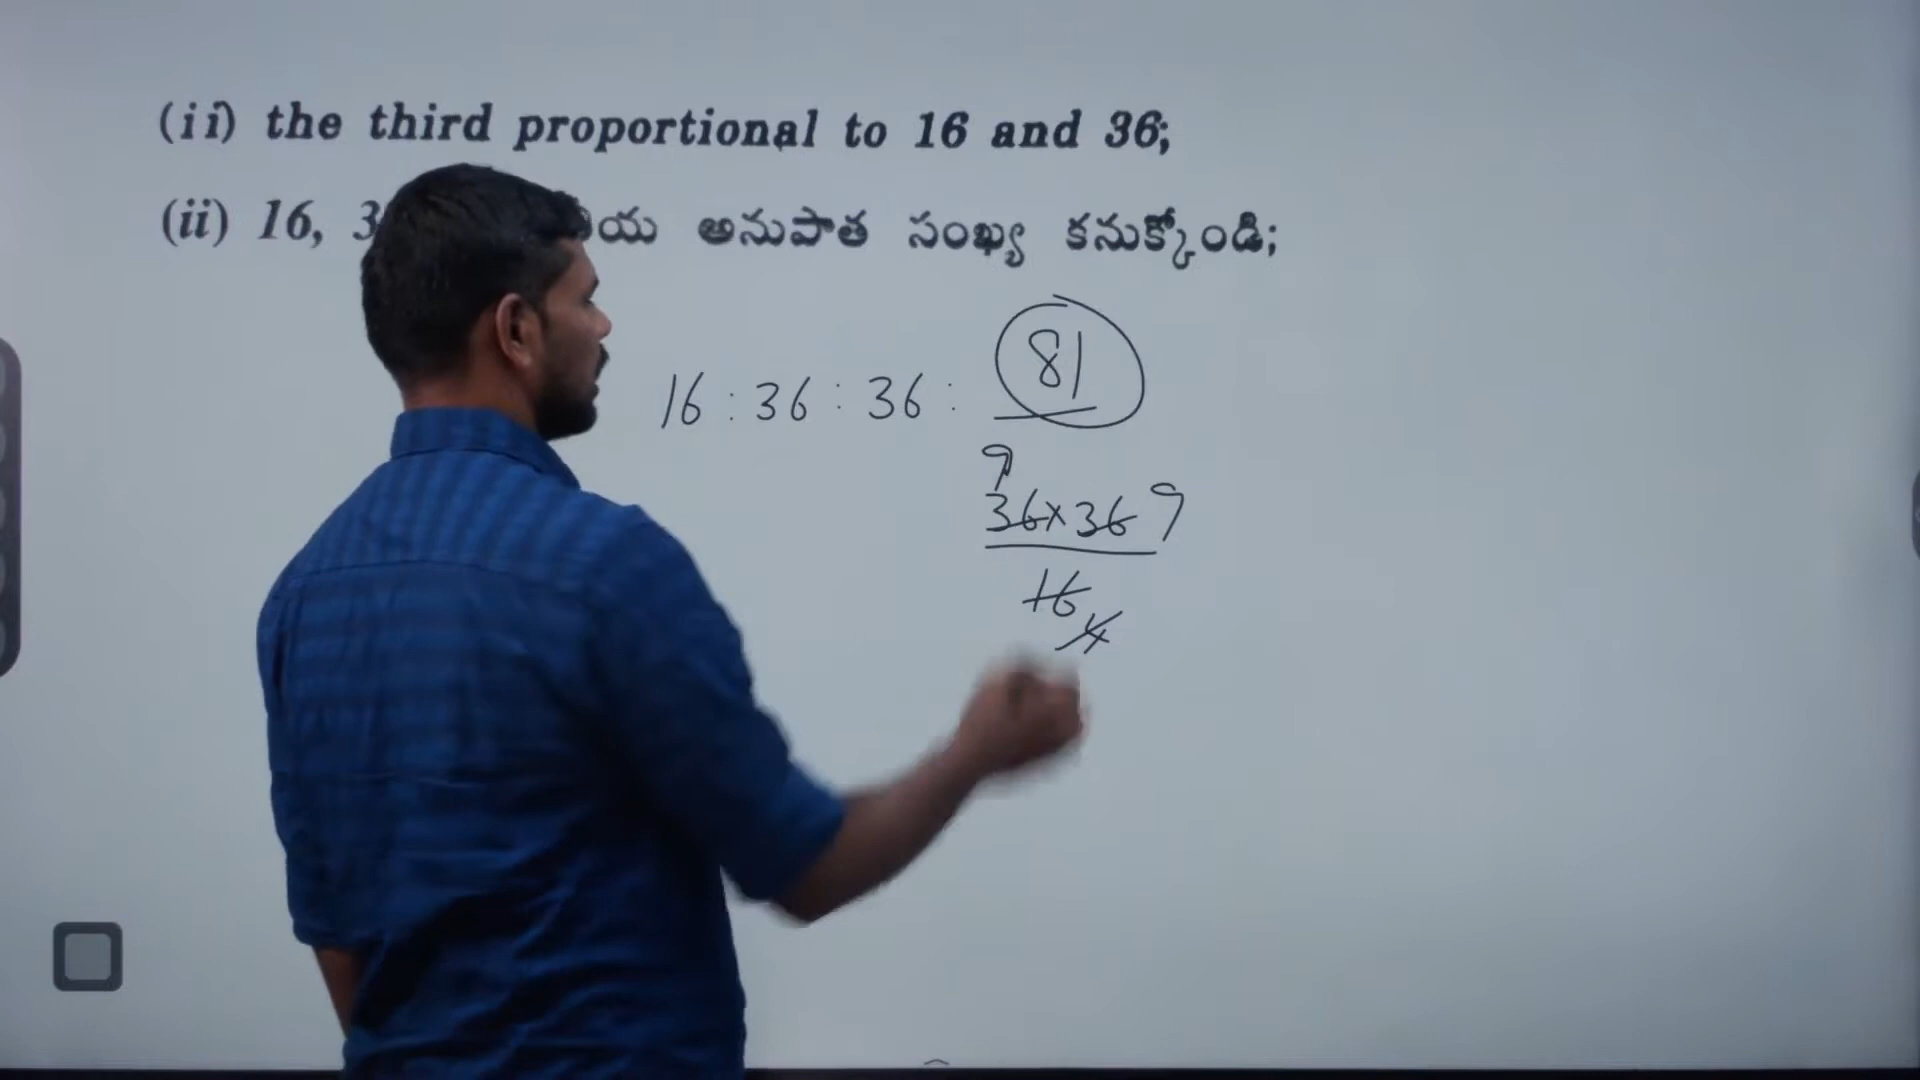 (ii) the third proportional to 16 and 36;
(ii) 16, 3 అనుపాత సంఖ్య కనుక్కోండి;
16 : 36 : 36 : 81
9
36 x 36 9
16
4